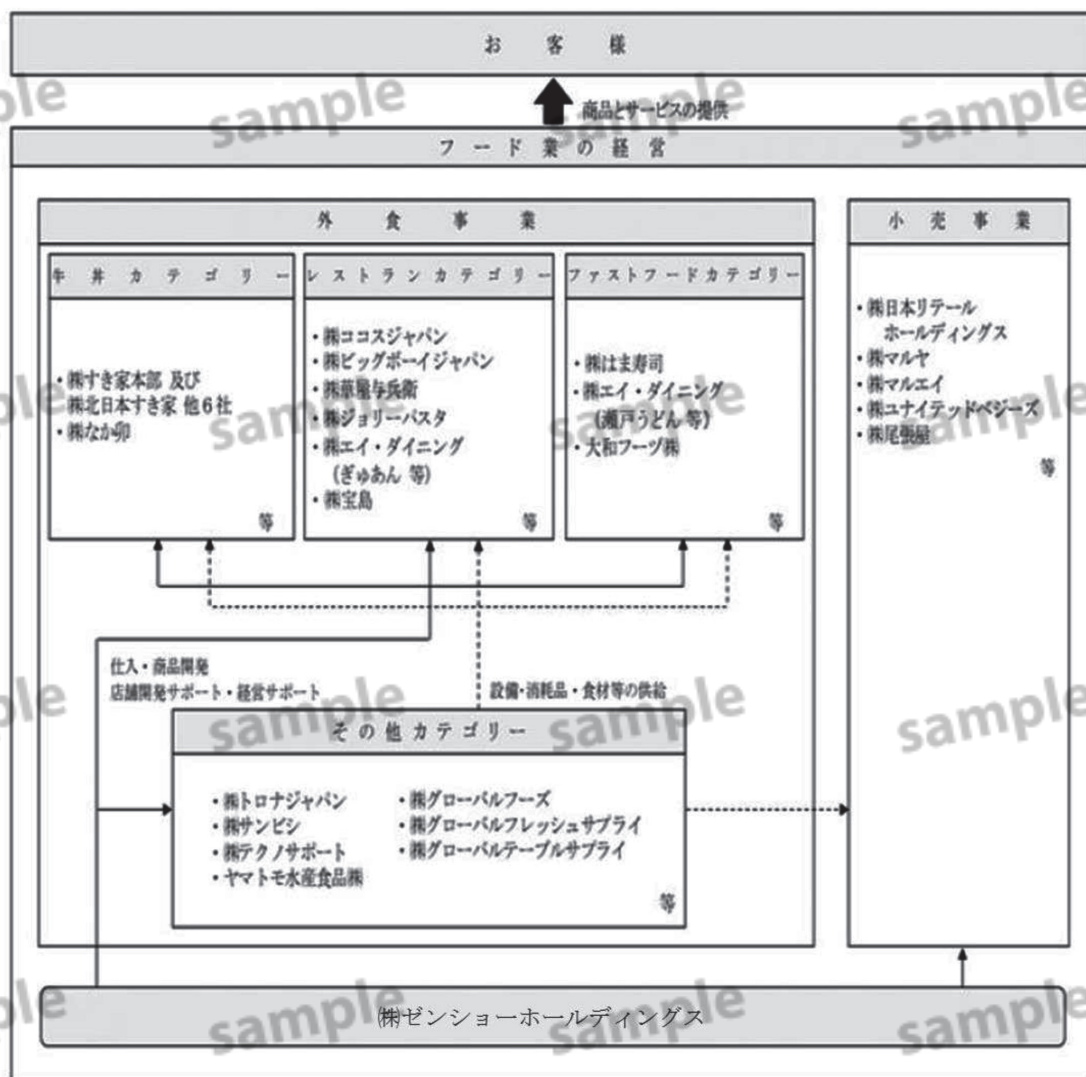 お客様
商品とサービスの提供
フード業の経営
外食事業
牛丼カテゴリー
・㈱すき家本部 及び
㈱北日本すき家 他6社
・㈱なか卯
等
レストランカテゴリー
・㈱ココスジャパン
・㈱ビッグボーイジャパン
・㈱華屋与兵衛
・㈱ジョリーパスタ
・㈱エイ・ダイニング
(ぎゅあん 等)
・㈱宝島
等
ファストフードカテゴリー
・㈱はま寿司
・㈱エイ・ダイニング
(瀬戸うどん 等)
・大和フーヅ㈱
等
小売事業
・㈱日本リテール
ホールディングス
・㈱マルヤ
・㈱マルエイ
・㈱ユナイテッドベジーズ
・㈱尾張屋
等
仕入・商品開発
店舗開発サポート・経営サポート
設備・消耗品・食材等の供給
その他カテゴリー
・㈱トロナジャパン
・㈱サンビシ
・㈱テクノサポート
・ヤマトモ水産食品㈱
・㈱グローバルフーズ
・㈱グローバルフレッシュサプライ
・㈱グローバルテーブルサプライ
等
㈱ゼンショーホールディングス
sample
sample
sample
sample
sample
sample
sample
sample
sample
sample
sample
sample